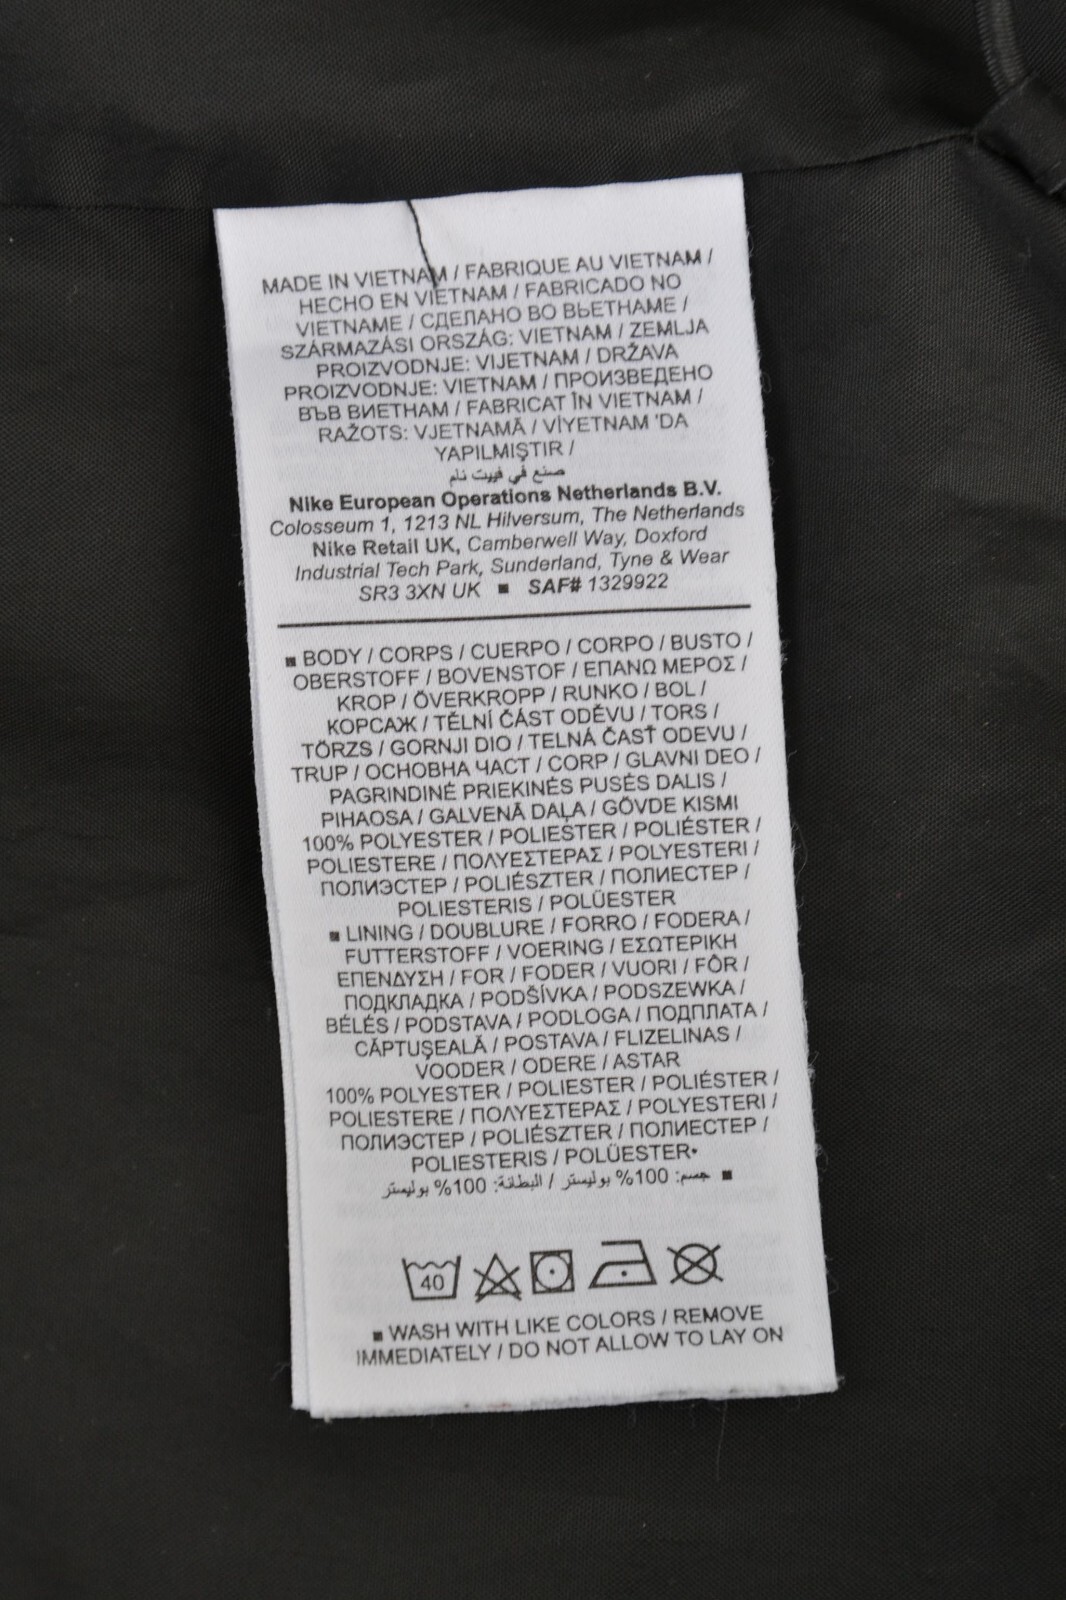 MADE IN VIETNAM / FABRIQUE AU VIETNAM /
HECHO EN VIETNAM / FABRICADO NO
VIETNAME / СДЕЛАНО ВО ВЬЕТНАМЕ /
SZÁRMAZÁSI ORSZÁG: VIETNAM / ZEMLJA
PROIZVODNJE: VIJETNAM / DRŽAVA
PROIZVODNJE: VIETNAM / ПРОИЗВЕДЕНО
ВЪВ ВИЕТНАМ / FABRICAT ÎN VIETNAM /
RAŽOTS: VJETNAMĀ / VİYETNAM 'DA
YAPILMIŞTIR /
صنع في فييت نام
Nike European Operations Netherlands B.V.
Colosseum 1, 1213 NL Hilversum, The Netherlands
Nike Retail UK, Camberwell Way, Doxford
Industrial Tech Park, Sunderland, Tyne & Wear
SR3 3XN UK ■ SAF# 1329922
■ BODY / CORPS / CUERPO / CORPO / BUSTO /
OBERSTOFF / BOVENSTOF / ΕΠΑΝΩ ΜΕΡΟΣ /
KROP / ÖVERKROPP / RUNKO / BOL /
КОРСАЖ / TĚLNÍ ČÁST ODĚVU / TORS /
TÖRZS / GORNJI DIO / TELNÁ ČASŤ ODEVU /
TRUP / ОСНОВНА ЧАСТ / CORP / GLAVNI DEO /
PAGRINDINĖ PRIEKINĖS PUSĖS DALIS /
PIHAOSA / GALVENĀ DAĻA / GÖVDE KISMI
100% POLYESTER / POLIESTER / POLIÉSTER /
POLIESTERE / ΠΟΛΥΕΣΤΕΡΑΣ / POLYESTERI /
ПОЛИЭСТЕР / POLIÉSZTER / ПОЛИЕСТЕР /
POLIESTERIS / POLÜESTER
■ LINING / DOUBLURE / FORRO / FODERA /
FUTTERSTOFF / VOERING / ΕΣΩΤΕΡΙΚΗ
ΕΠΕΝΔΥΣΗ / FOR / FODER / VUORI / FÔR /
ПОДКЛАДКА / PODŠÍVKA / PODSZEWKA /
BÉLÉS / PODSTAVA / PODLOGA / ПОДПЛАТА /
CĂPTUŞEALĂ / POSTAVA / FLIZELINAS /
VOODER / ODERE / ASTAR
100% POLYESTER / POLIESTER / POLIÉSTER /
POLIESTERE / ΠΟΛΥΕΣΤΕΡΑΣ / POLYESTERI /
ПОЛИЭСТЕР / POLIÉSZTER / ПОЛИЕСТЕР /
POLIESTERIS / POLÜESTER•
■ جسم: 100% بوليستر / البطانة: 100% بوليستر
40
■ WASH WITH LIKE COLORS / REMOVE
IMMEDIATELY / DO NOT ALLOW TO LAY ON